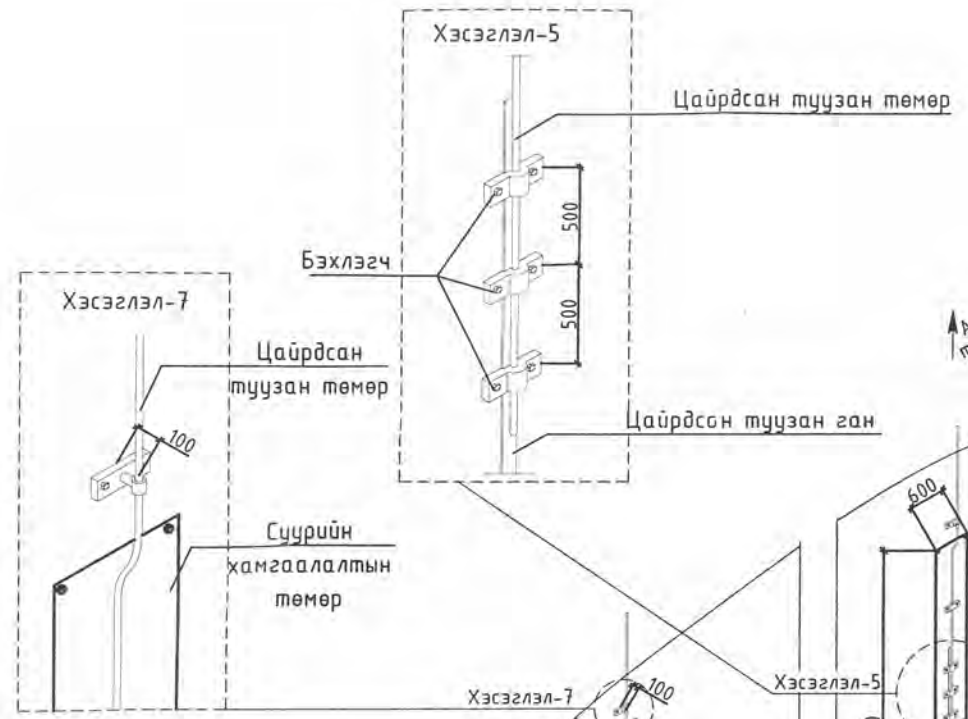 Хэсэглэл-5
Цайрдсан туузан төмөр
500
Бэхлэгч
500
Хэсэглэл-7
Цайрдсан
туузан төмөр
100
Цайрдсан туузан ган
Суурийн
хамгаалалтын
төмөр
600
Хэсэглэл-7
100
Хэсэглэл-5